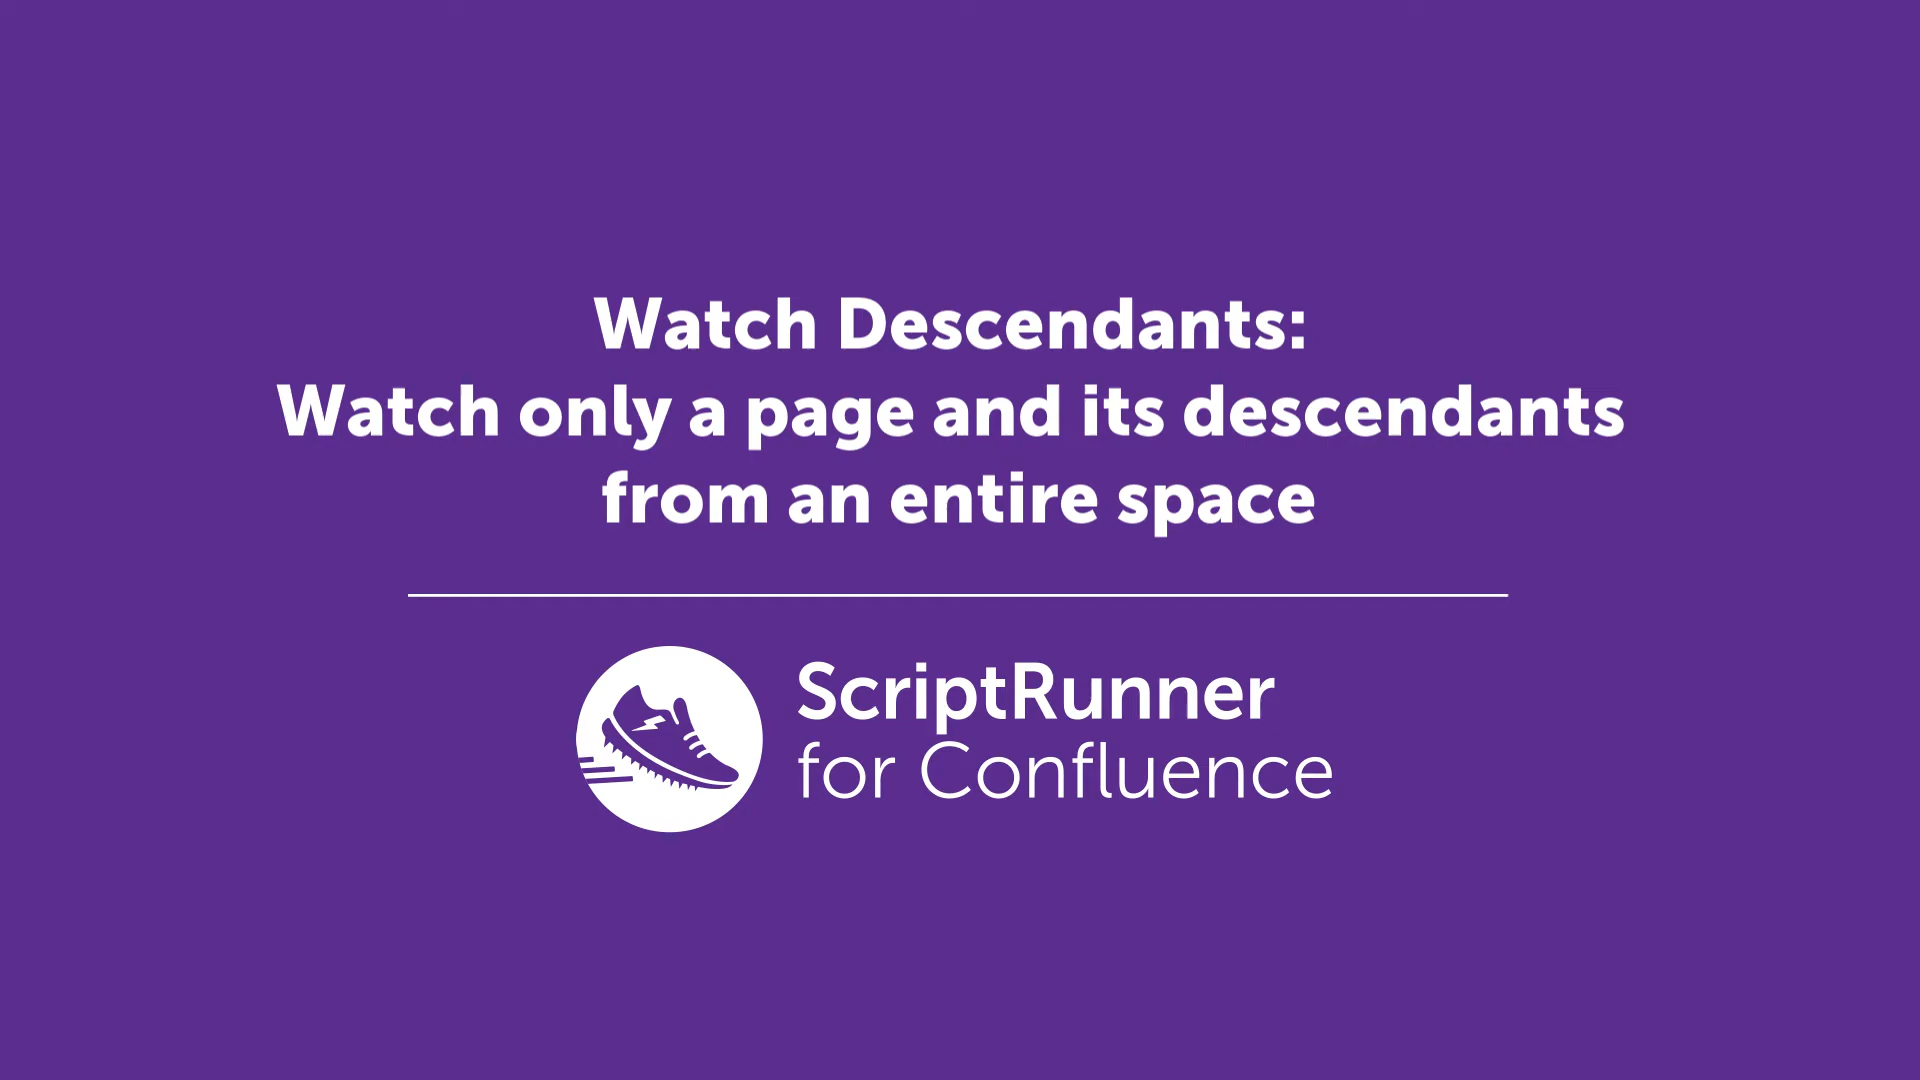 Watch Descendants:
Watch only a page and its descendants
from an entire space
ScriptRunner
for Confluence